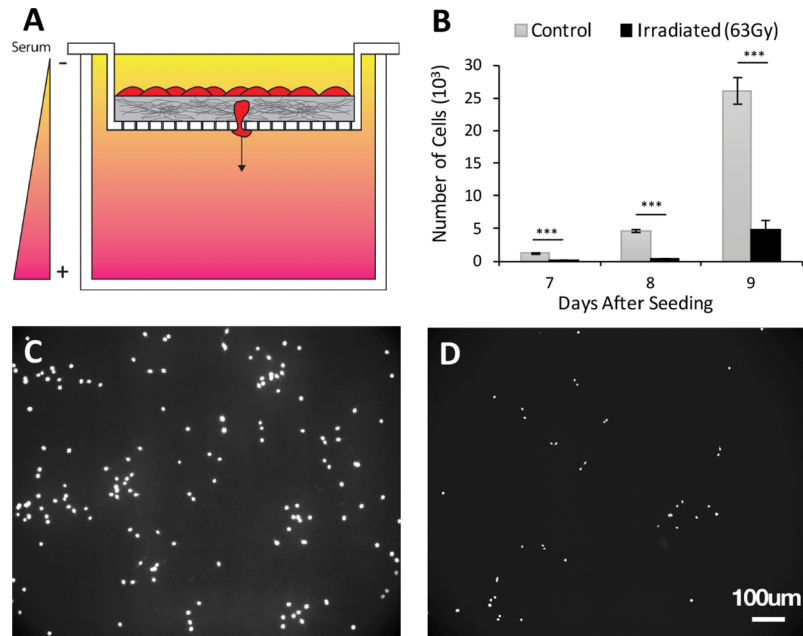 A
Serum
-
+
B
Control
Irradiated (63Gy)
Number of Cells (10³)
30
25
20
15
10
5
0
***
***
***
7
8
9
Days After Seeding
C
D
100um